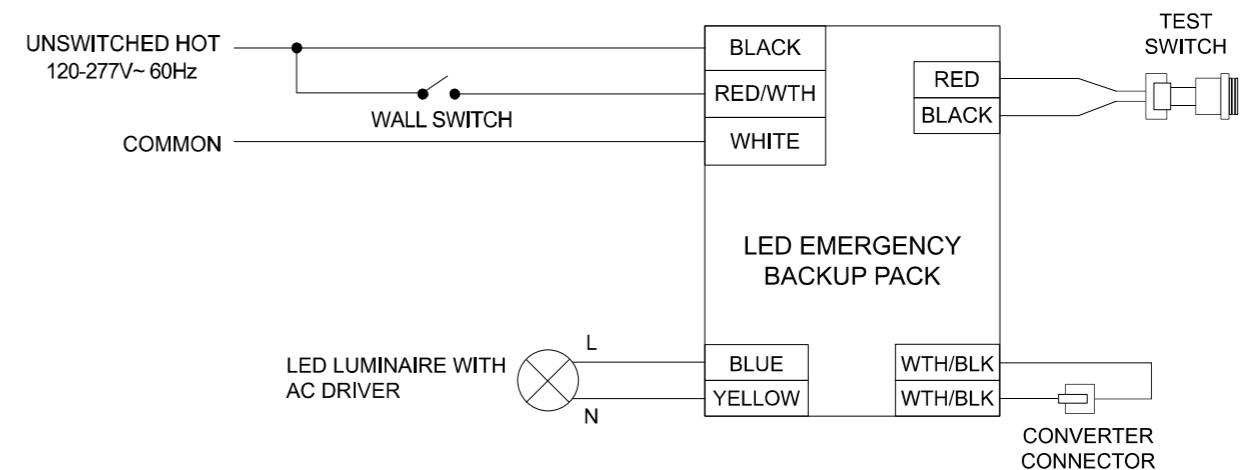 UNSWITCHED HOT
120-277V~ 60Hz
WALL SWITCH
COMMON
BLACK
RED/WTH
WHITE
RED
BLACK
TEST
SWITCH
LED EMERGENCY
BACKUP PACK
LED LUMINAIRE WITH
AC DRIVER
L
N
BLUE
YELLOW
WTH/BLK
WTH/BLK
CONVERTER
CONNECTOR